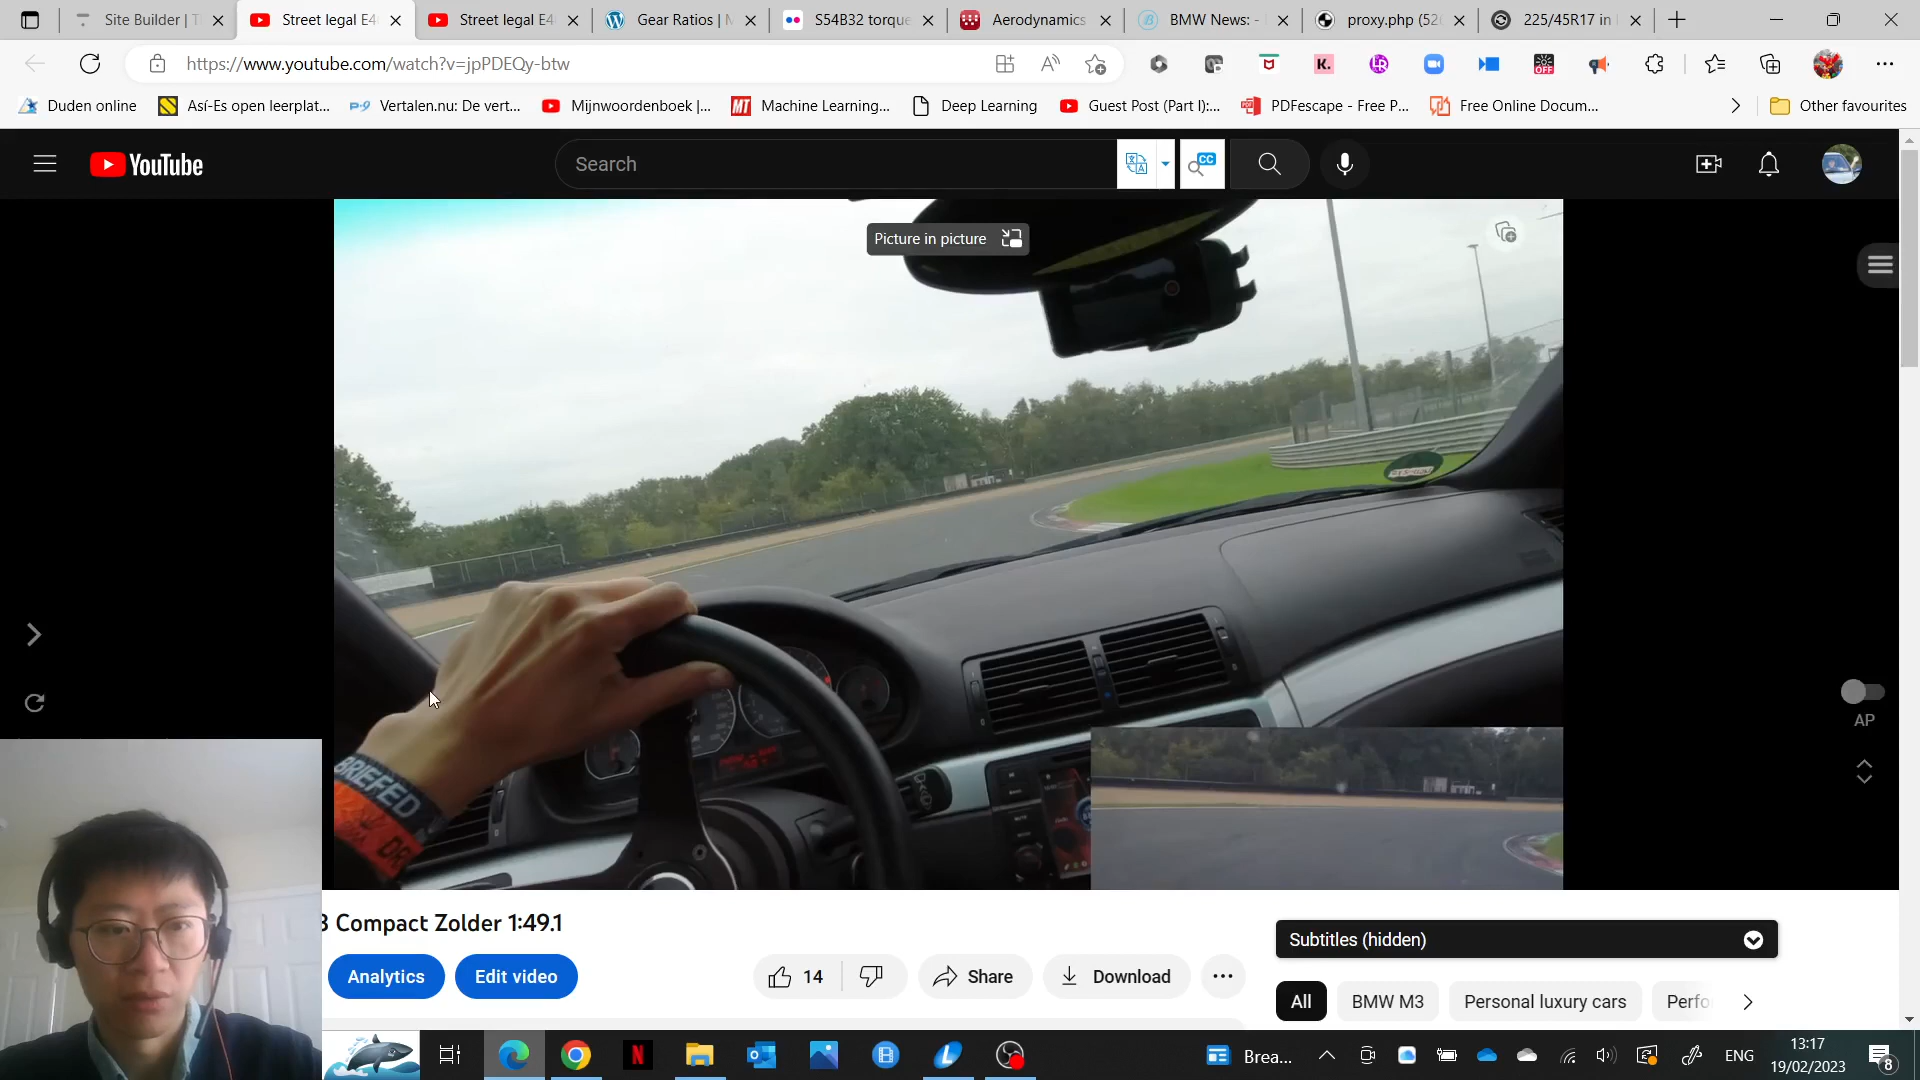 Site Builder | T
Street legal E4
Street legal E4
Gear Ratios | M
S54B32 torque
Aerodynamics
BMW News: -
proxy.php (526
225/45R17 in
https://www.youtube.com/watch?v=jpPDEQy-btw
Duden online
Así-Es open leerplat...
Vertalen.nu: De vert...
Mijnwoordenboek |...
Machine Learning...
Deep Learning
Guest Post (Part I):...
PDFescape - Free P...
Free Online Docum...
Other favourites
YouTube
Search
CC
Picture in picture
AP
BRIEFED
3 Compact Zolder 1:49.1
Analytics
Edit video
14
Share
Download
Subtitles (hidden)
All
BMW M3
Personal luxury cars
Perfo
Brea...
ENG
13:17
19/02/2023
8